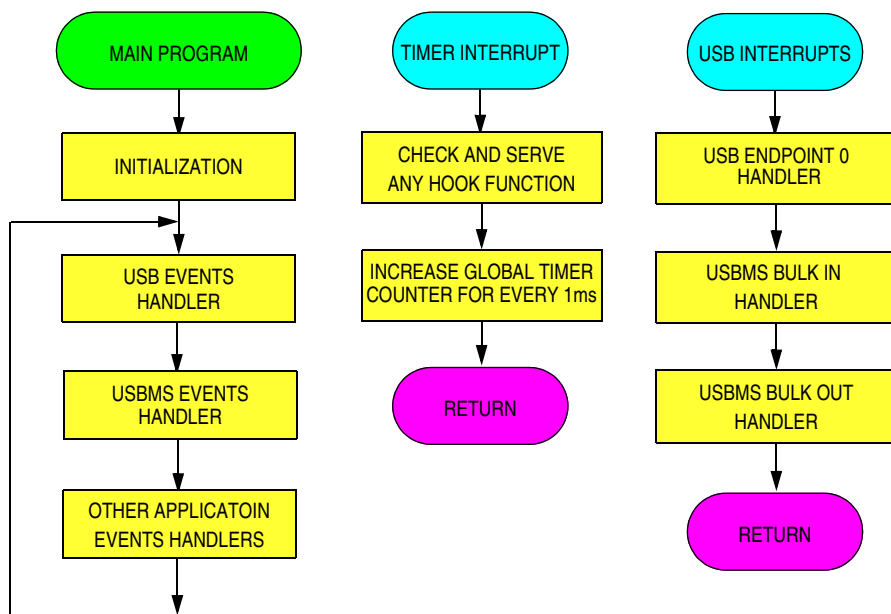 MAIN PROGRAM
INITIALIZATION
USB EVENTS
HANDLER
USBMS EVENTS
HANDLER
OTHER APPLICATOIN
EVENTS HANDLERS
TIMER INTERRUPT
CHECK AND SERVE
ANY HOOK FUNCTION
INCREASE GLOBAL TIMER
COUNTER FOR EVERY 1ms
RETURN
USB INTERRUPTS
USB ENDPOINT 0
HANDLER
USBMS BULK IN
HANDLER
USBMS BULK OUT
HANDLER
RETURN